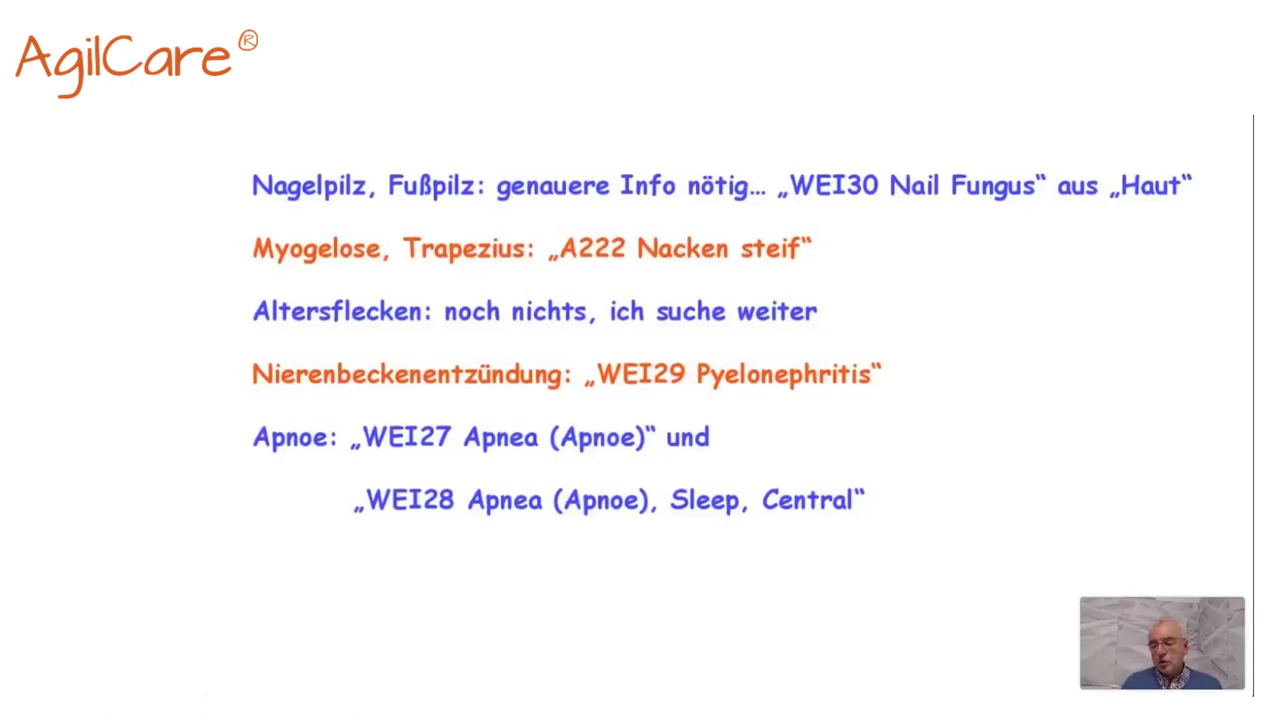 AgilCare®
Nagelpilz, Fußpilz: genauere Info nötig… „WEI30 Nail Fungus“ aus „Haut“
Myogelose, Trapezius: „A222 Nacken steif“
Altersflecken: noch nichts, ich suche weiter
Nierenbeckenentzündung: „WEI29 Pyelonephritis“
Apnoe: „WEI27 Apnea (Apnoe)“ und
„WEI28 Apnea (Apnoe), Sleep, Central“